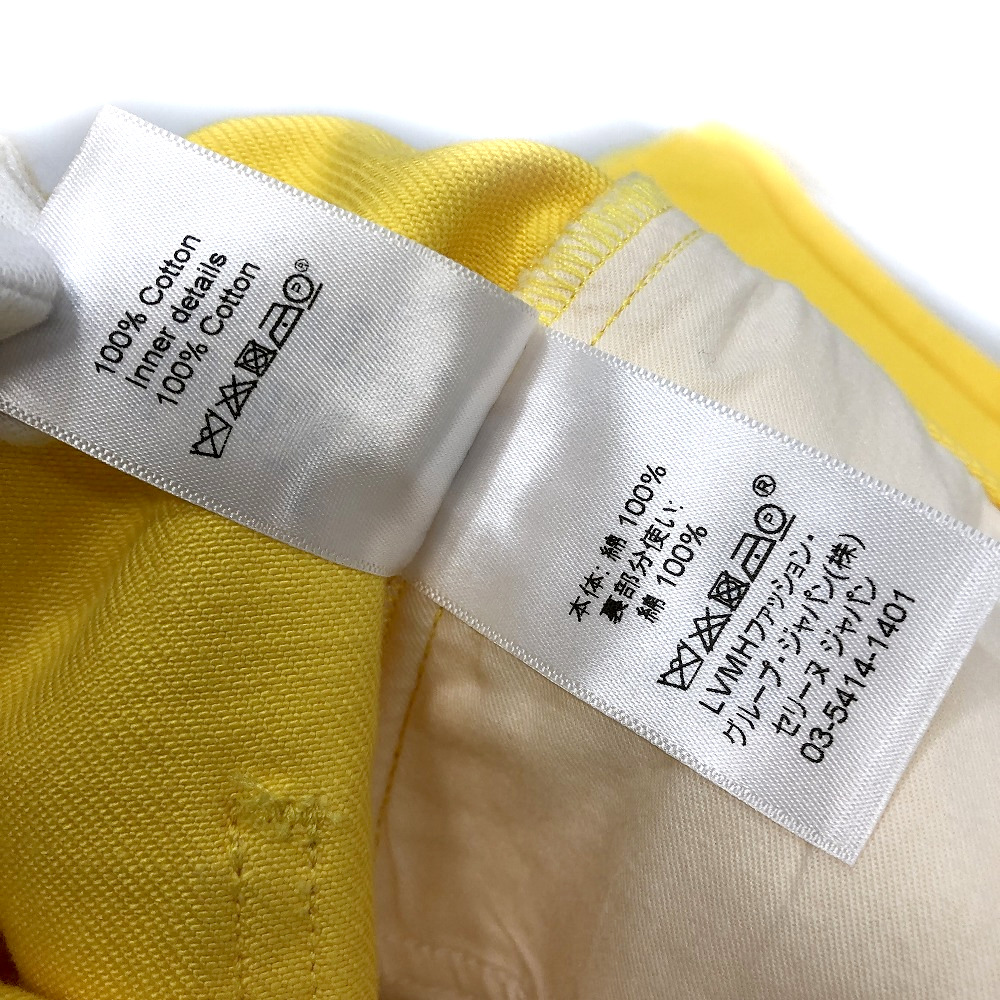 100% Cotton
Inner details
100% Cotton
P®
本体: 綿 100%
裏部分使い:
綿 100%
P®
LVMHファッション・
グループ・ジャパン(株)
セリーヌ ジャパン
03-5414-1401